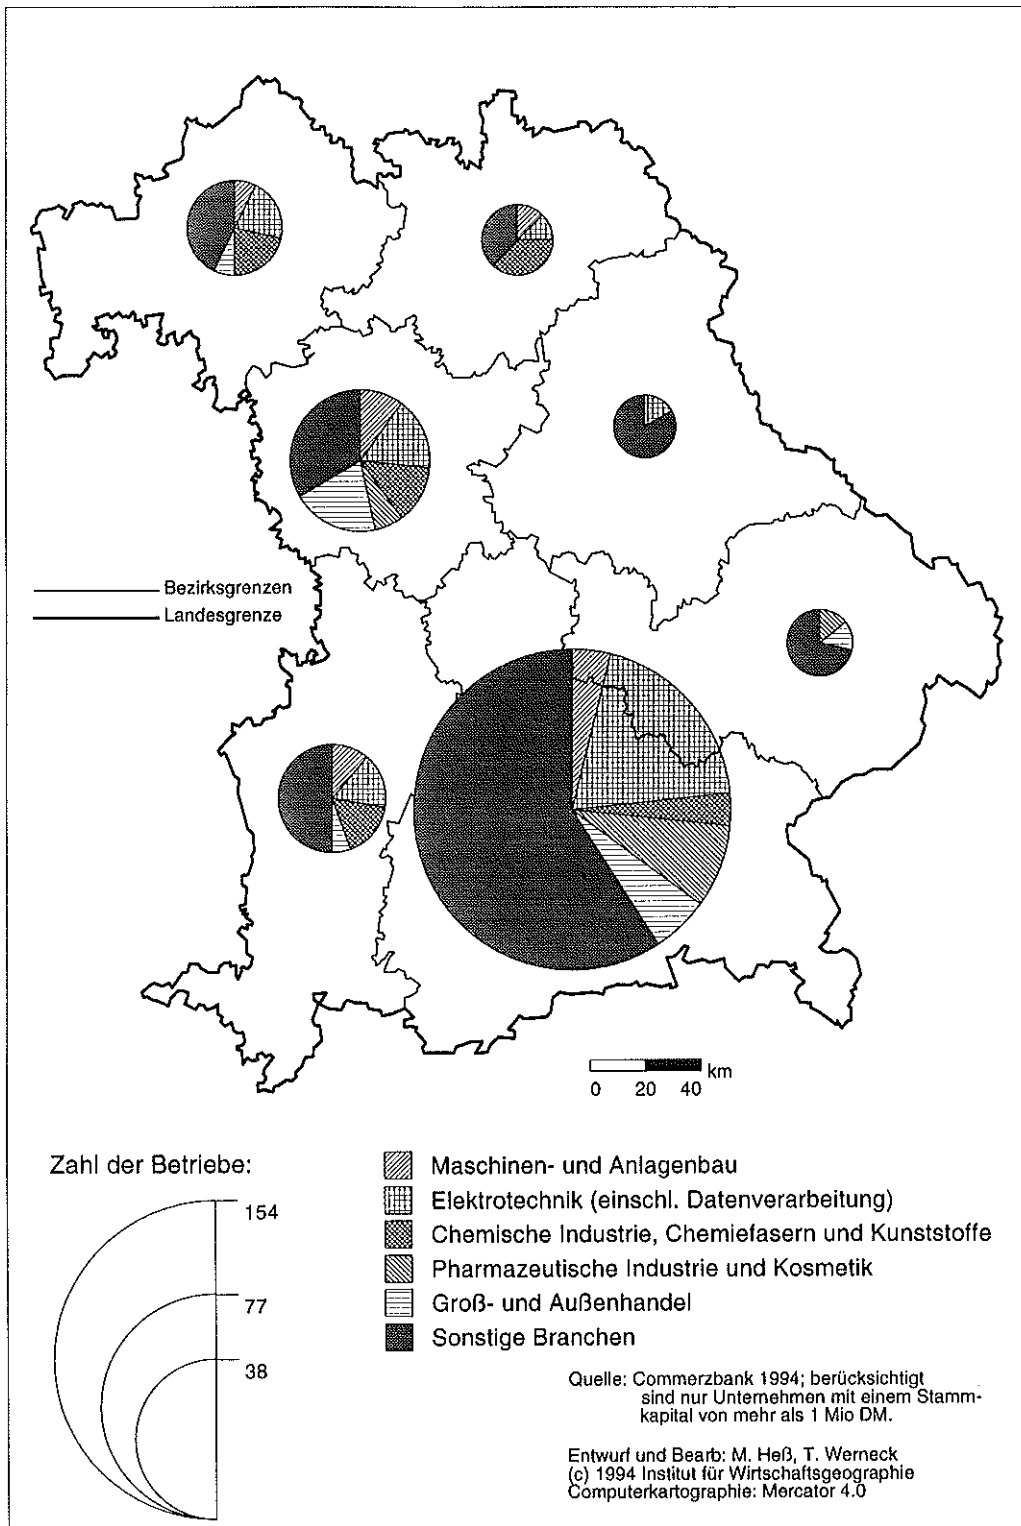 Bezirksgrenzen
Landesgrenze
km
0 20 40
Zahl der Betriebe:
154
77
38
Maschinen- und Anlagenbau
Elektrotechnik (einschl. Datenverarbeitung)
Chemische Industrie, Chemiefasern und Kunststoffe
Pharmazeutische Industrie und Kosmetik
Groß- und Außenhandel
Sonstige Branchen
Quelle: Commerzbank 1994; berücksichtigt
sind nur Unternehmen mit einem Stamm-
kapital von mehr als 1 Mio DM.
Entwurf und Bearb: M. Heß, T. Werneck
(c) 1994 Institut für Wirtschaftsgeographie
Computerkartographie: Mercator 4.0